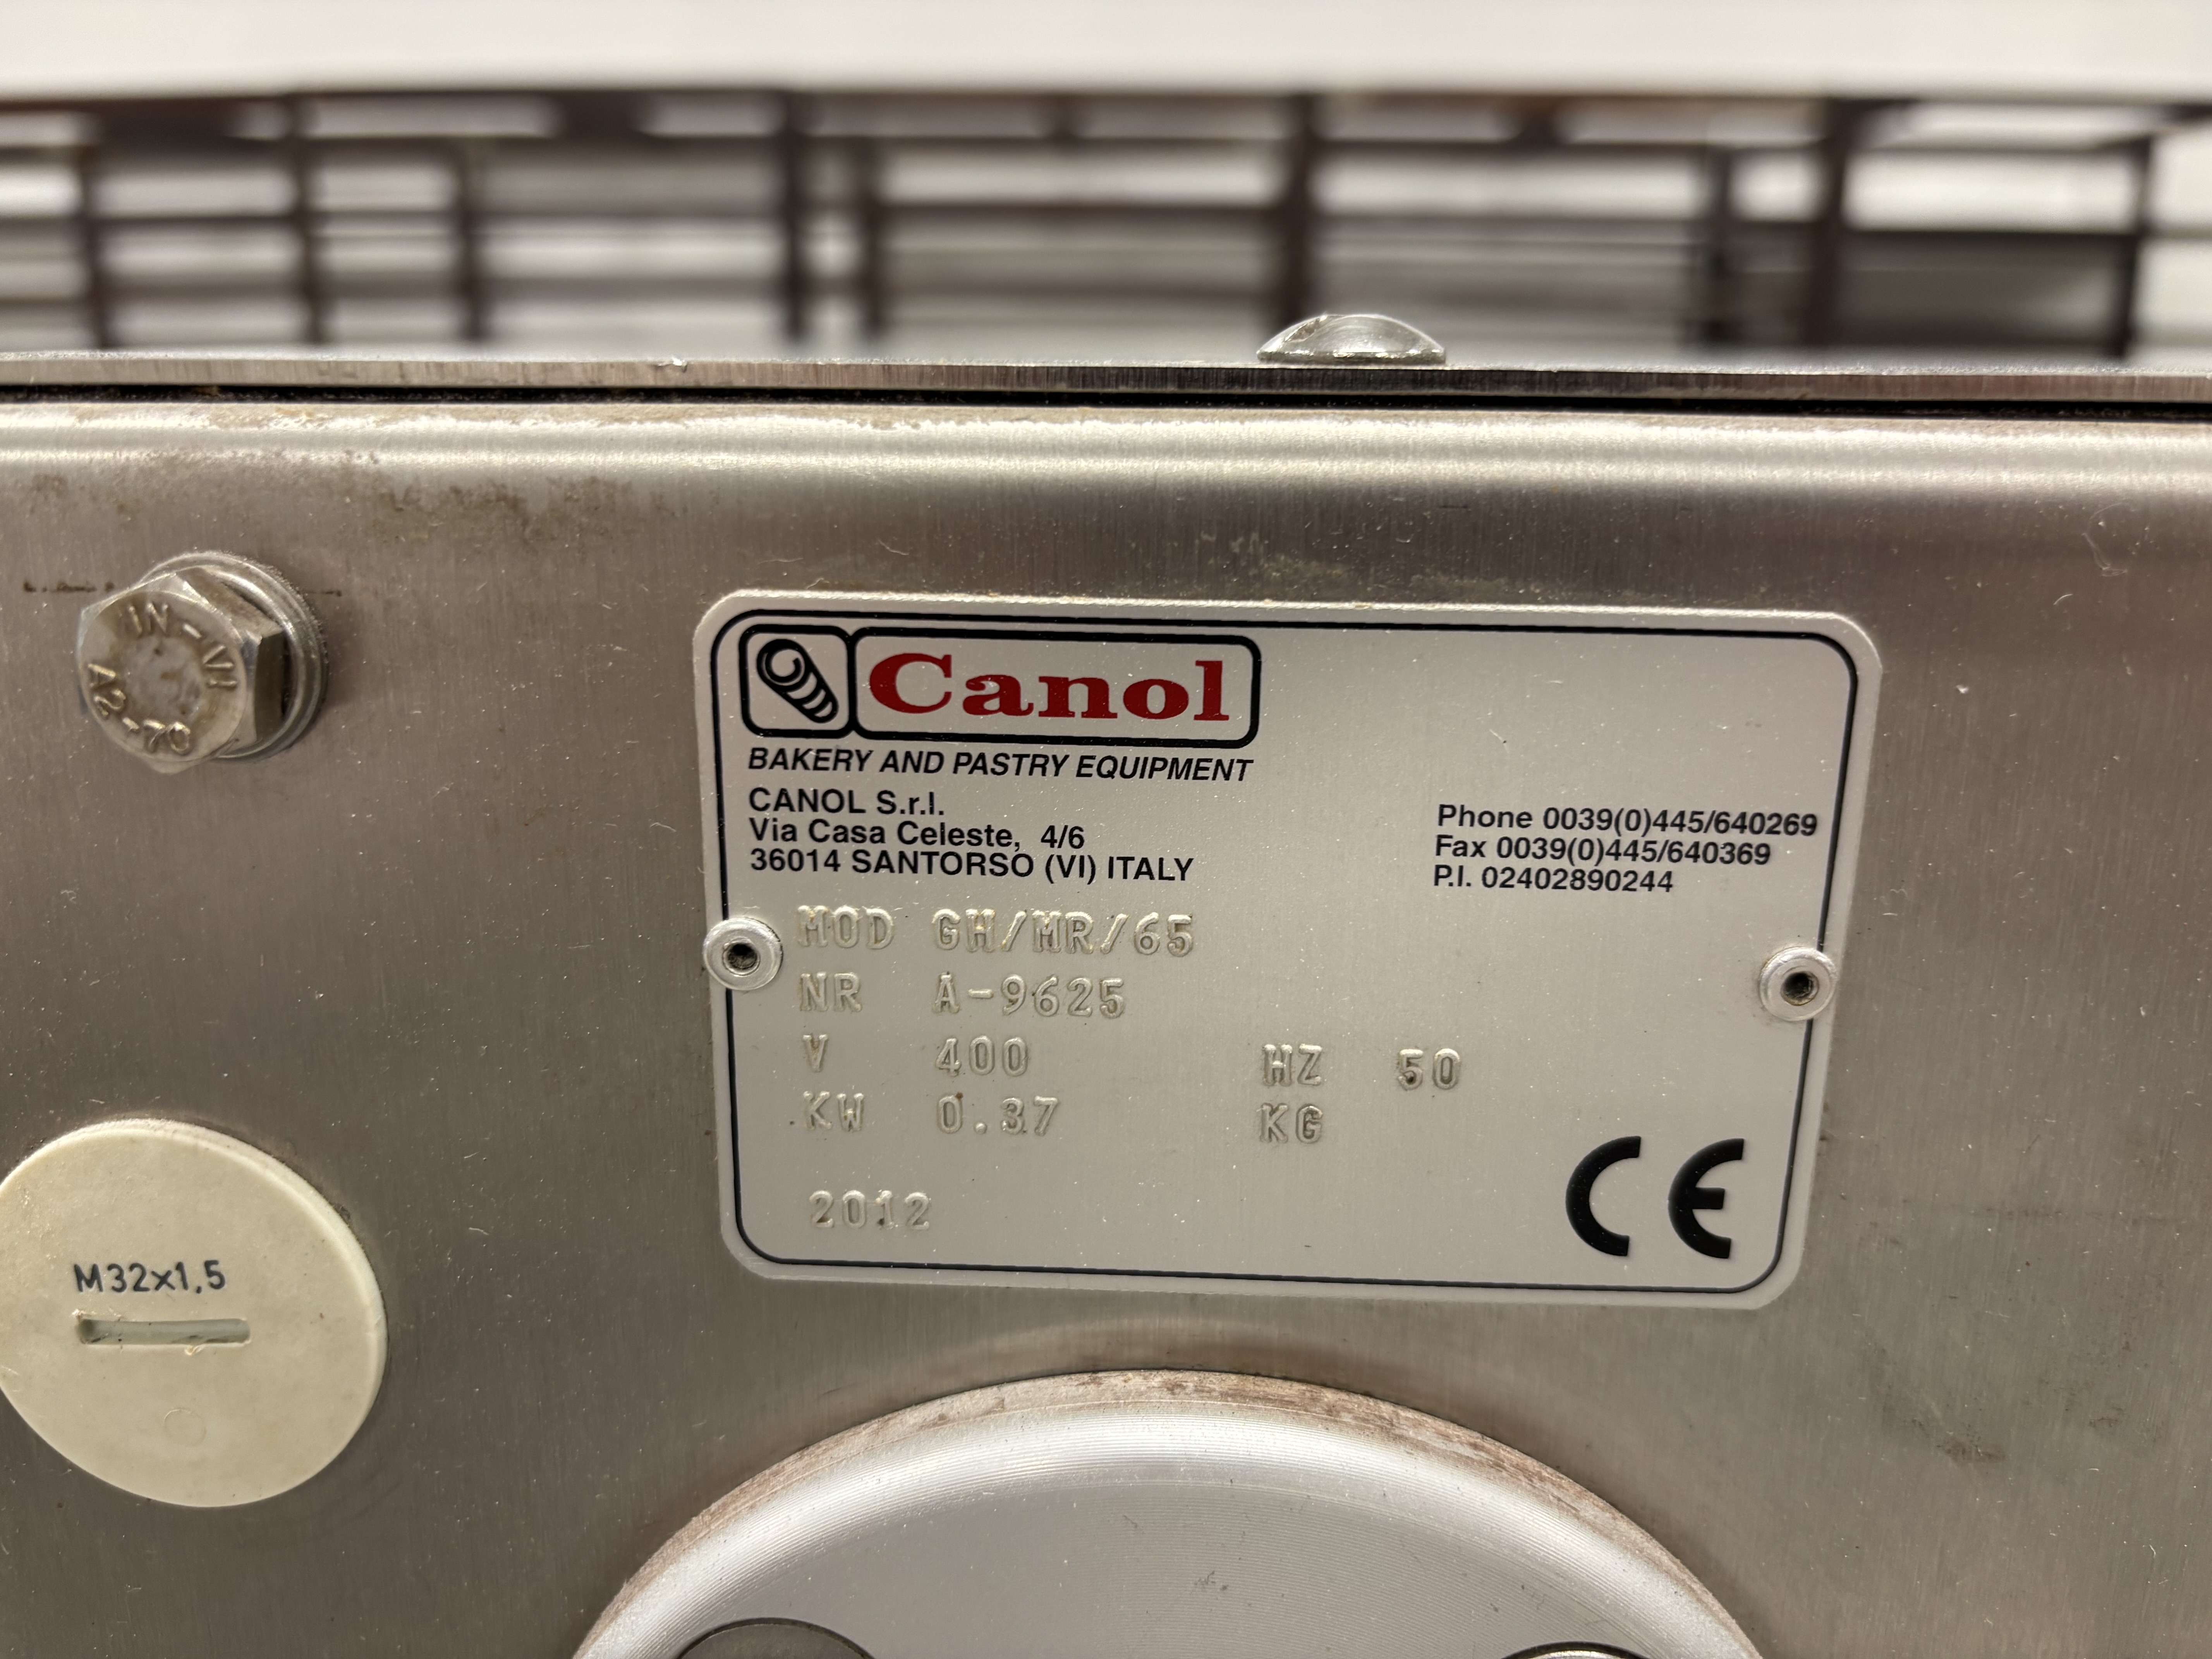 IN-VI
A2-70
Canol
BAKERY AND PASTRY EQUIPMENT
CANOL S.r.l.
Via Casa Celeste, 4/6
36014 SANTORSO (VI) ITALY
Phone 0039(0)445/640269
Fax 0039(0)445/640369
P.I. 02402890244
MOD GH/MR/65
NR A-9625
V 400 HZ 50
KW 0.37 KG
2012
CE
M32x1,5